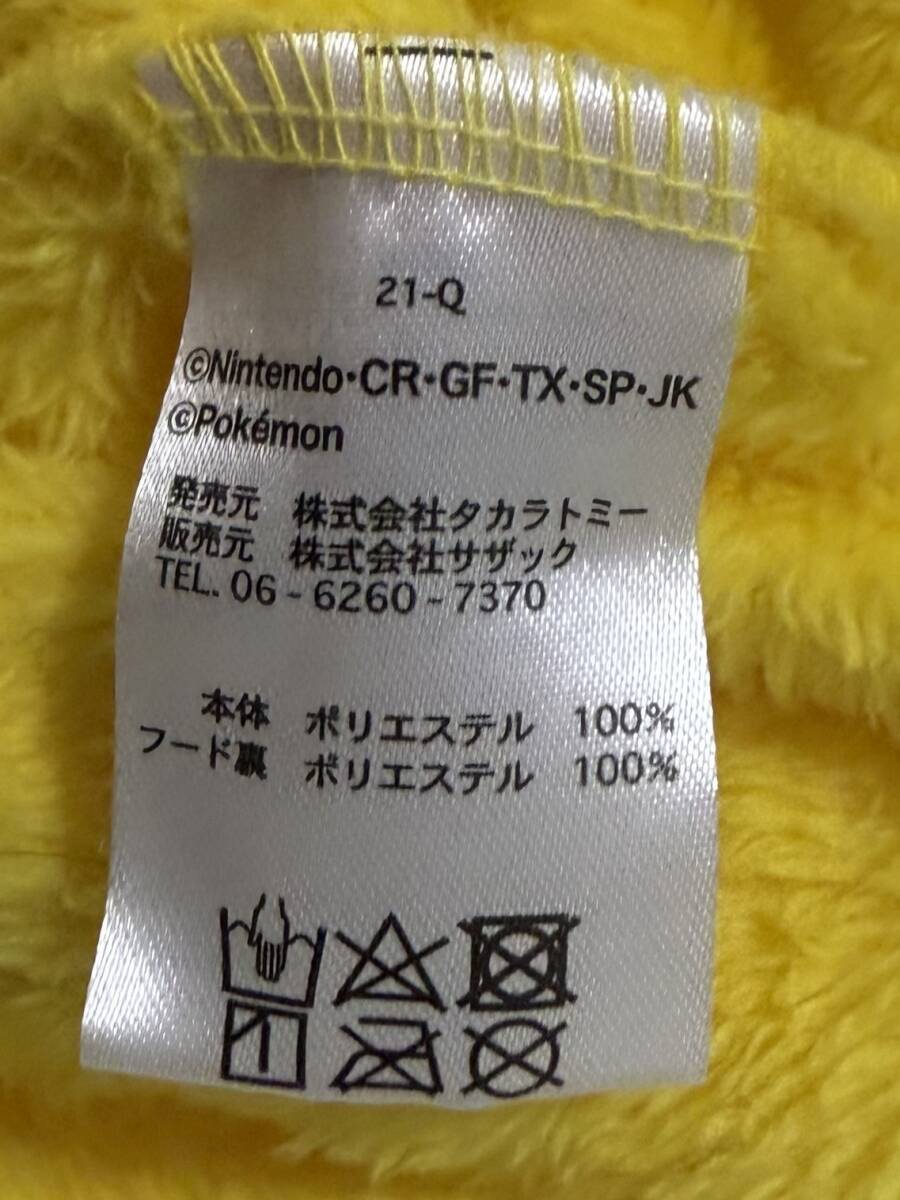 21-Q
©Nintendo・CR・GF・TX・SP・JK
©Pokémon
発売元 株式会社タカラトミー
販売元 株式会社サザック
TEL. 06-6260-7370
本体 ポリエステル 100%
フード裏 ポリエステル 100%